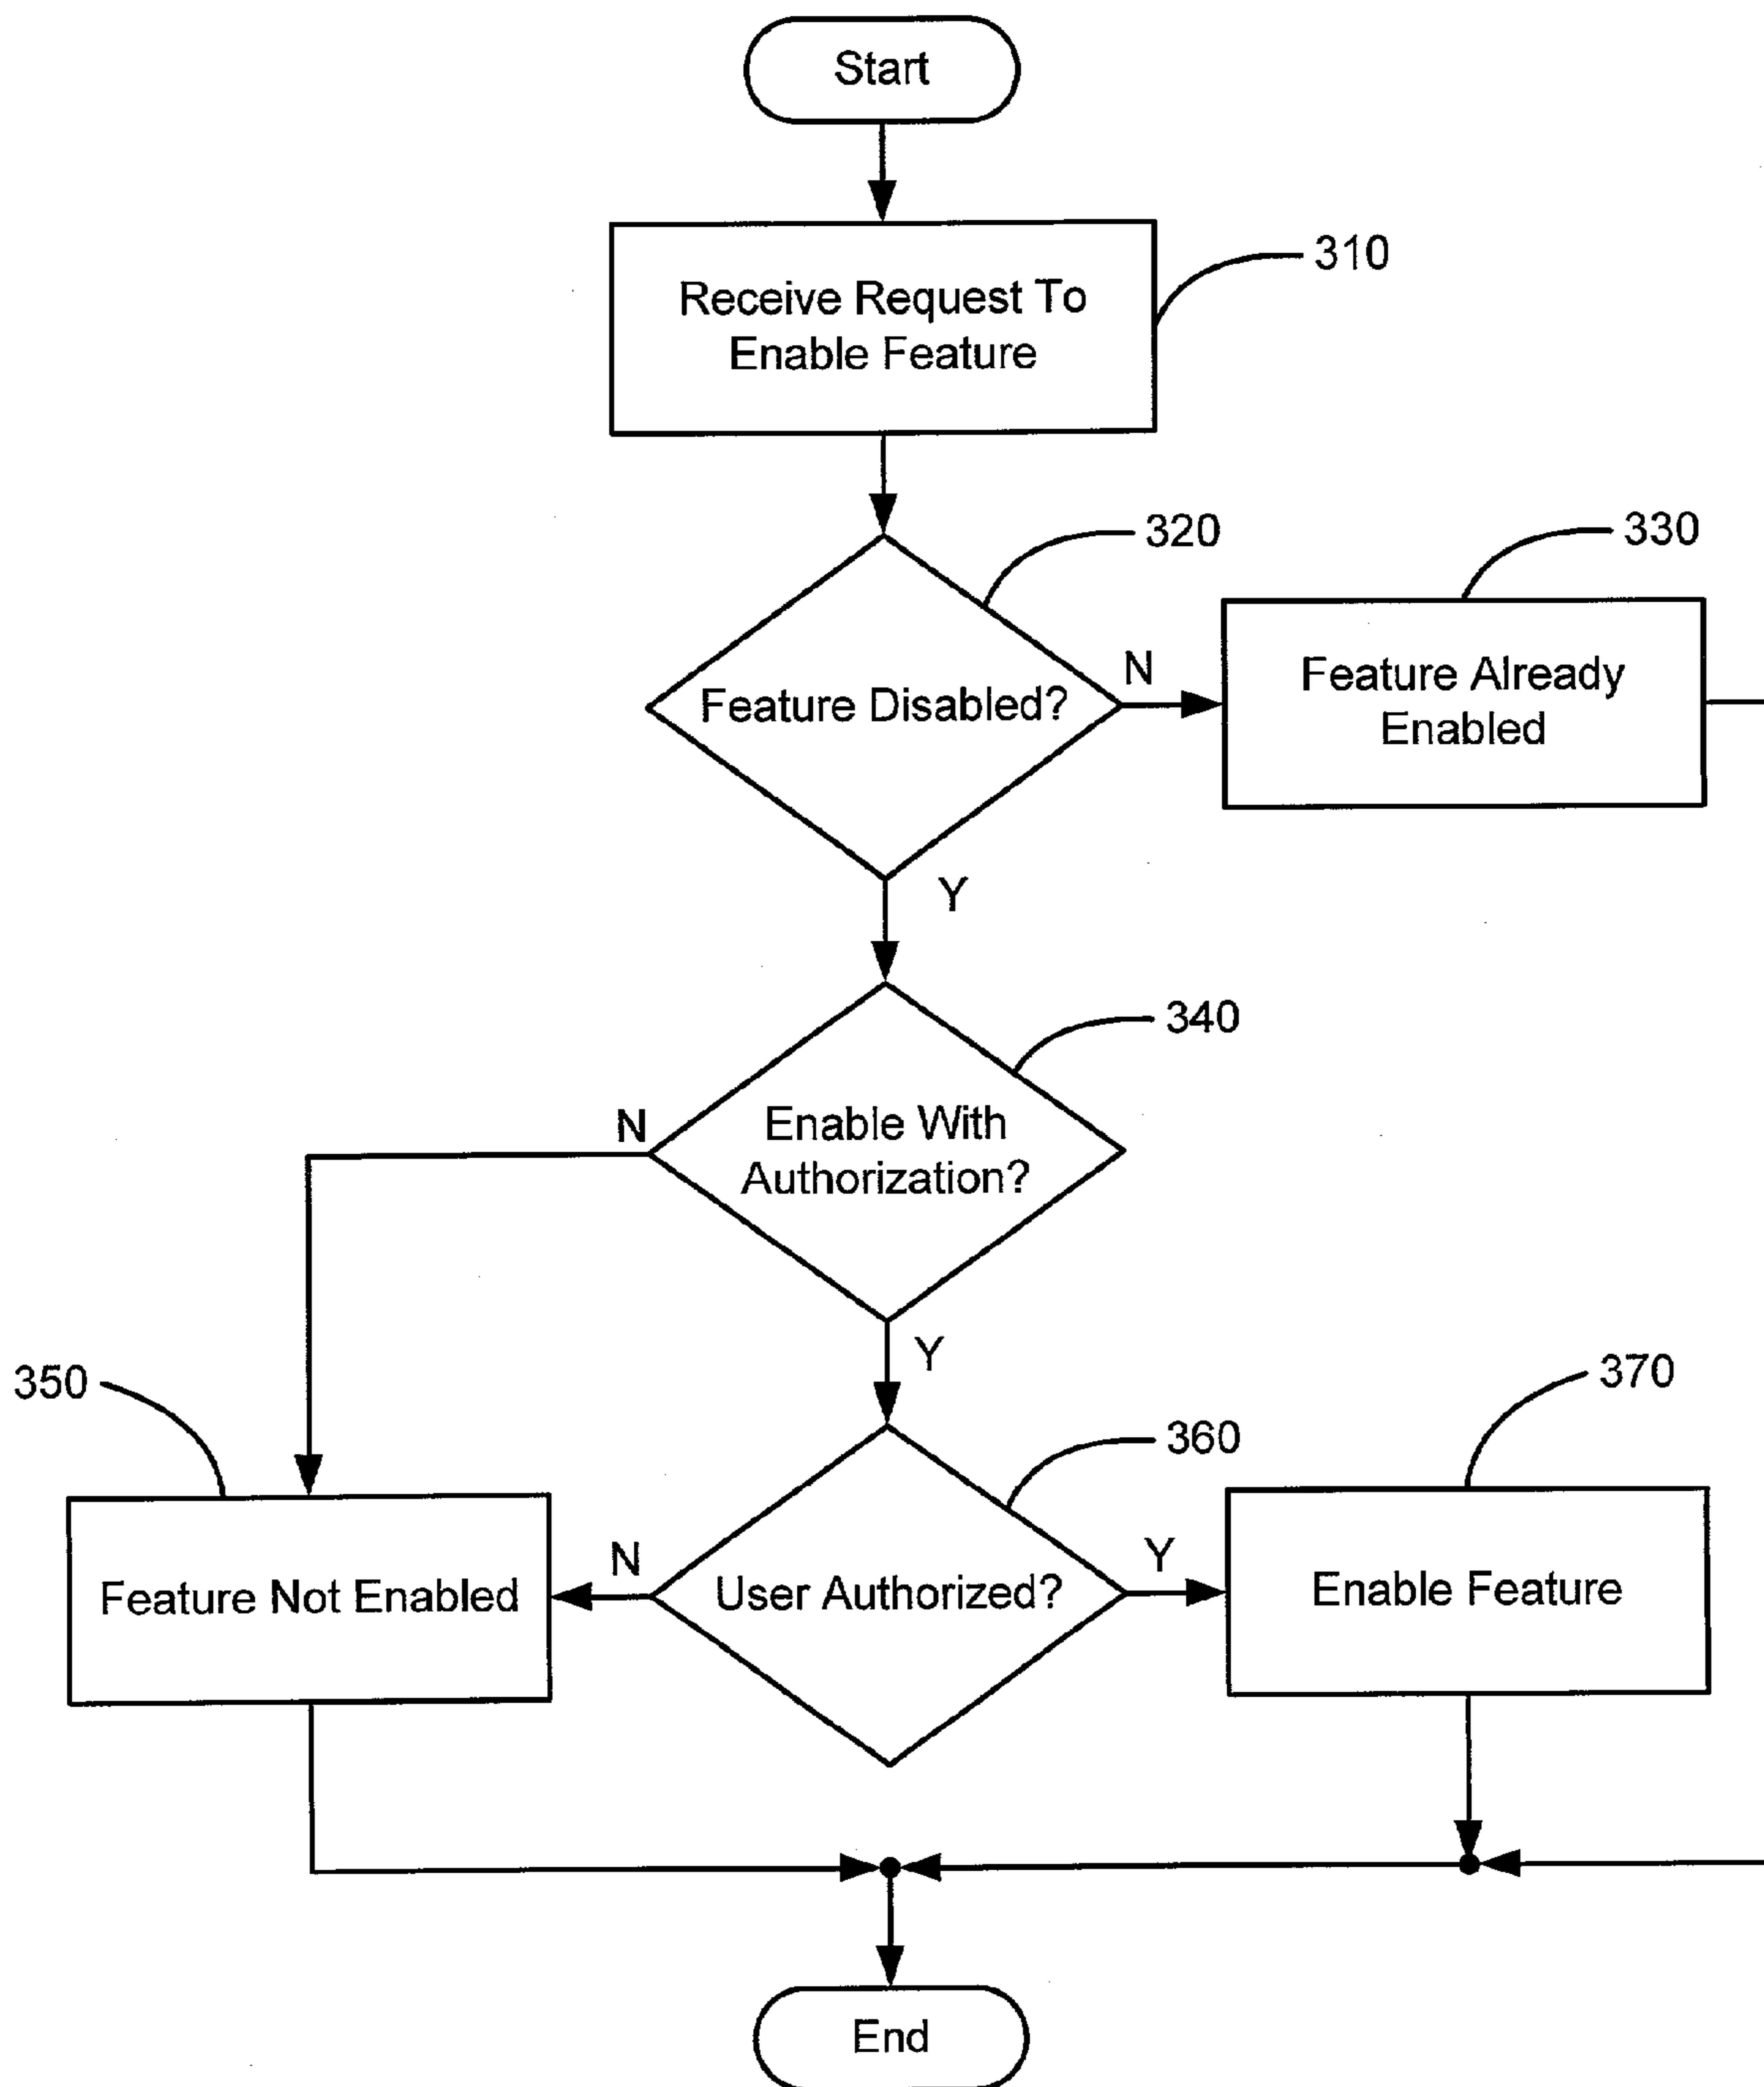 Start
Receive Request To
Enable Feature
310
320
330
Feature Disabled?
N
Feature Already
Enabled
Y
340
N
Enable With
Authorization?
Y
350
360
370
Feature Not Enabled
N
User Authorized?
Y
Enable Feature
End